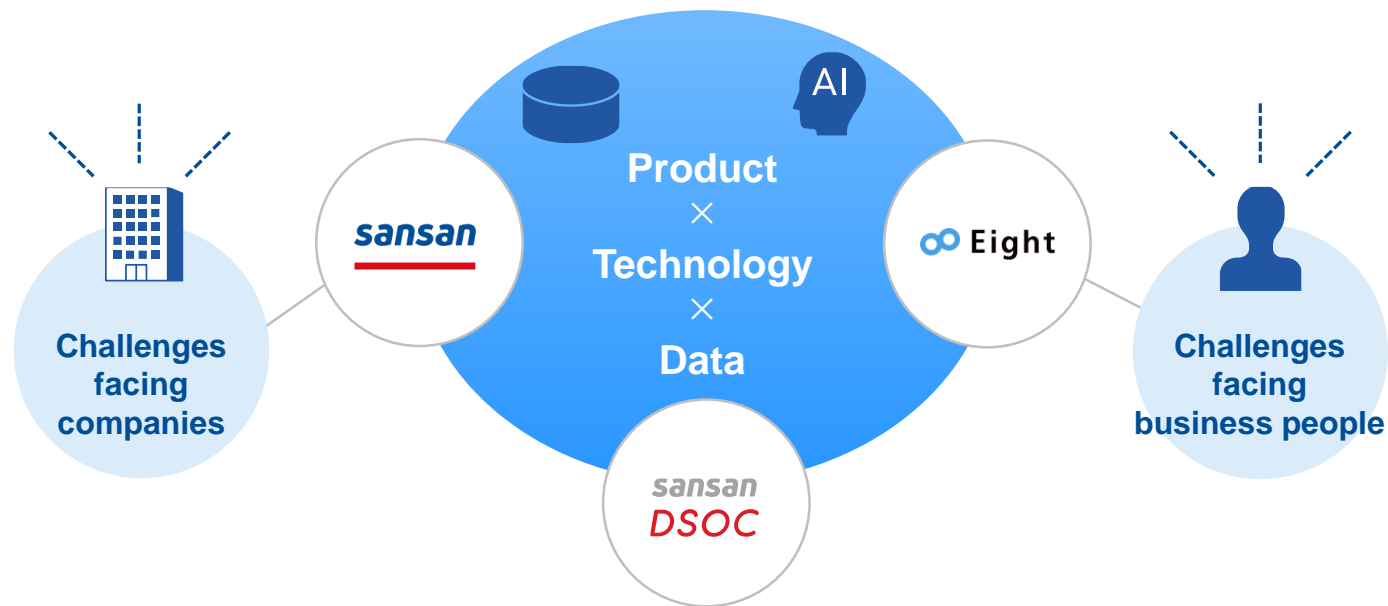 AI
Product
×
Technology
×
Data
sansan
Eight
Challenges
facing
companies
Challenges
facing
business people
sansan
DSOC